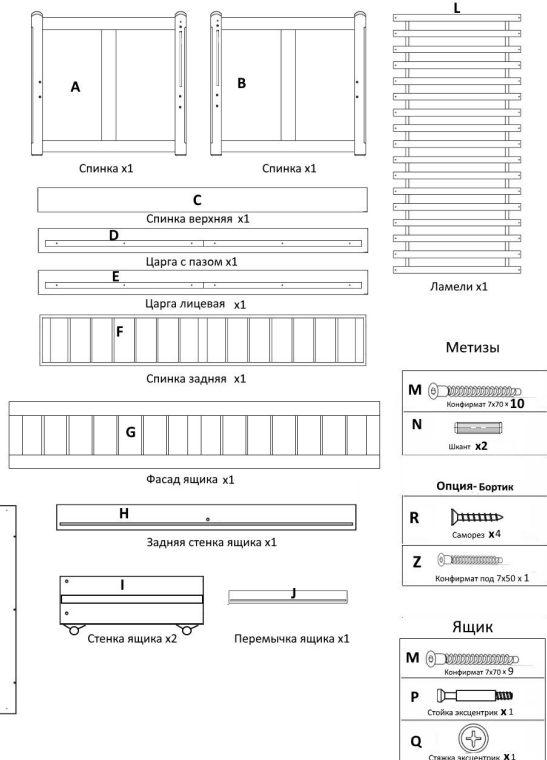 A
Спинка x1
B
Спинка x1
C
Спинка верхняя x1
D
Царга с пазом x1
E
Царга лицевая x1
F
Спинка задняя x1
G
Фасад ящика x1
H
Задняя стенка ящика x1
I
Стенка ящика x2
J
Перемычка ящика x1
L
Ламели x1
Метизы
M
Конфирмат 7x70 x 10
N
Шкант x2
Опция- Бортик
R
Саморез x4
Z
Конфирмат под 7x50 x 1
Ящик
M
Конфирмат 7x70 x 9
P
Стойка эксцентрик x 1
Q
Стяжка эксцентрик x1